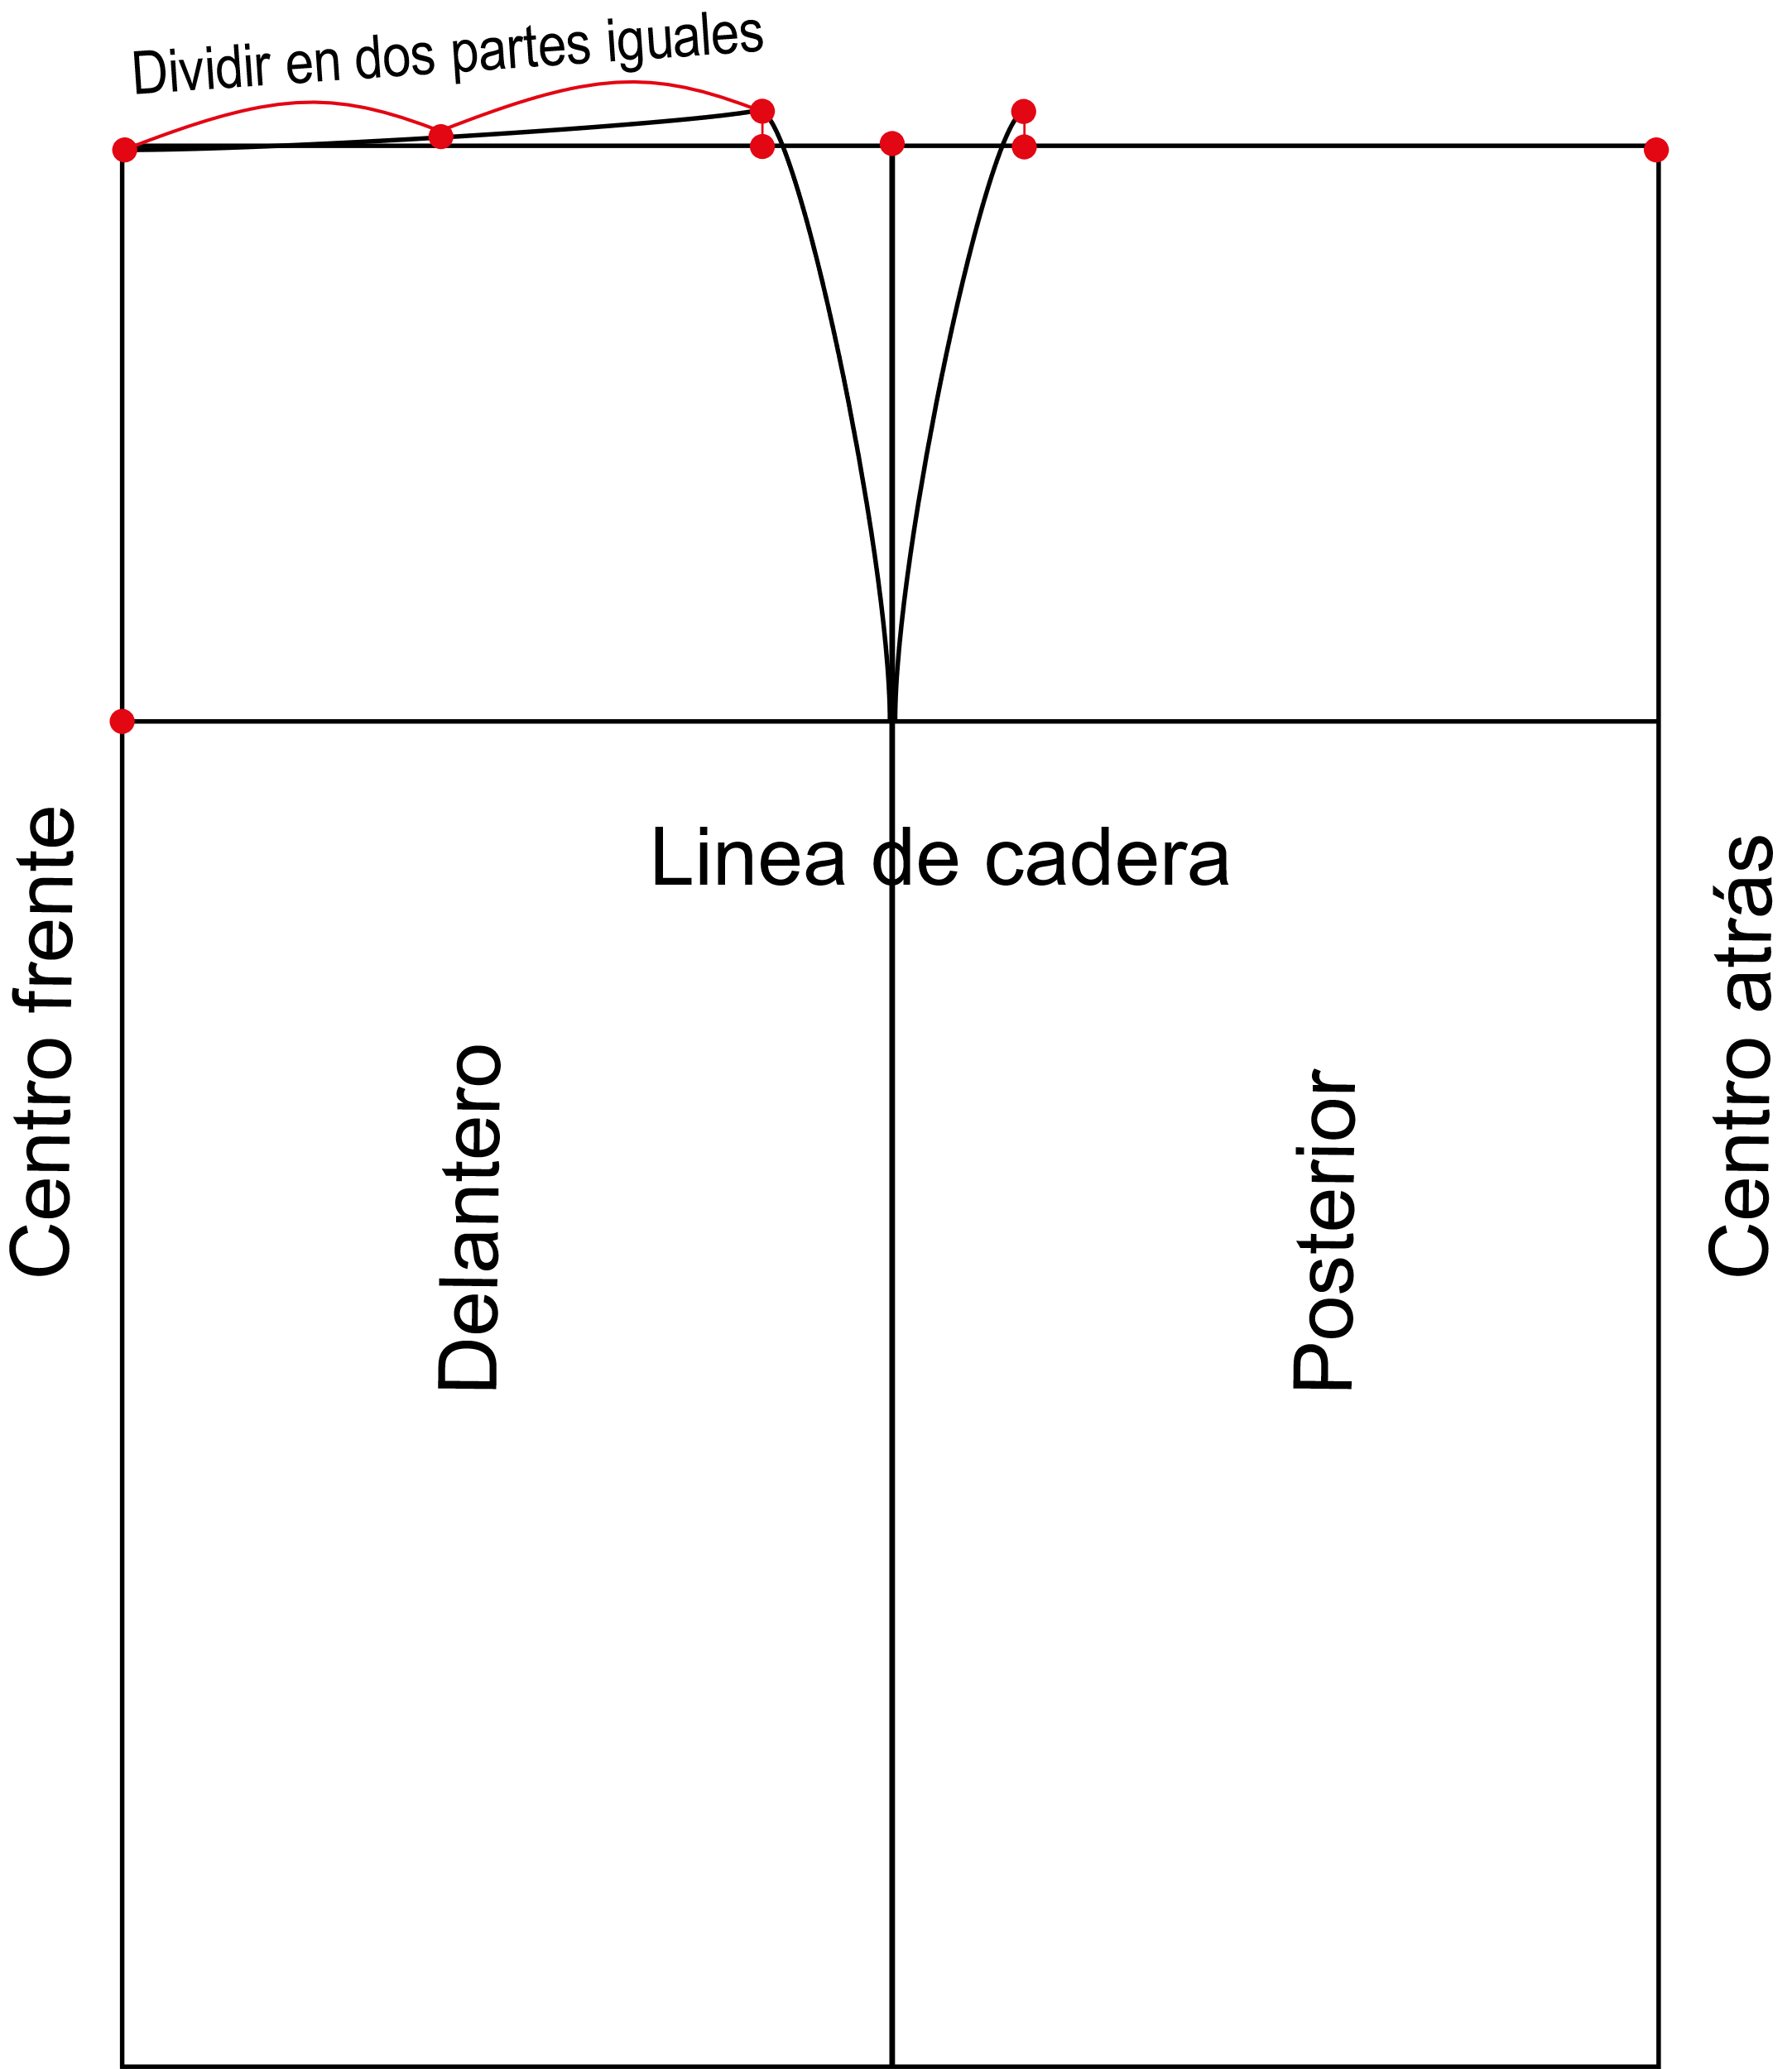 Dividir en dos partes iguales
Linea de cadera
Centro frente
Delantero
Posterior
Centro atrás